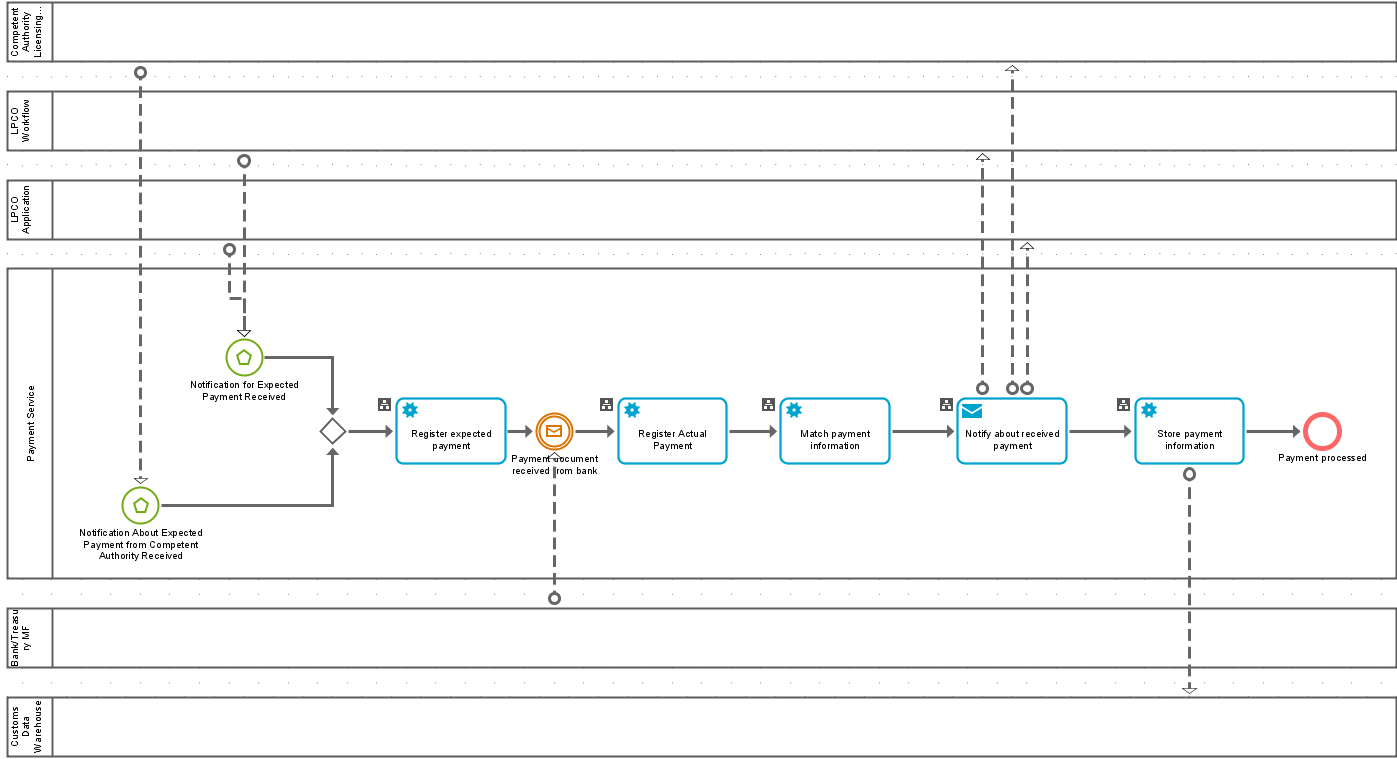 Competent
Authority
Licensing...
LPCO
Workflow
LPCO
Application
Payment Service
Notification for Expected
Payment Received
Notification About Expected
Payment from Competent
Authority Received
Register expected
payment
Payment document
received from bank
Register Actual
Payment
Match payment
information
Notify about received
payment
Store payment
information
Payment processed
Bank/Treasu
ry MF
Customs
Data
Warehouse